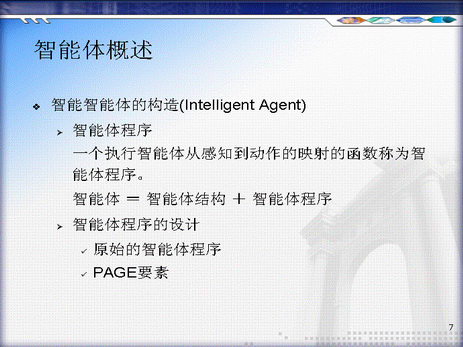 智能体概述
智能智能体的构造(Intelligent Agent)
智能体程序
一个执行智能体从感知到动作的映射的函数称为智
能体程序。
智能体 ＝ 智能体结构 ＋ 智能体程序
智能体程序的设计
原始的智能体程序
PAGE要素
7